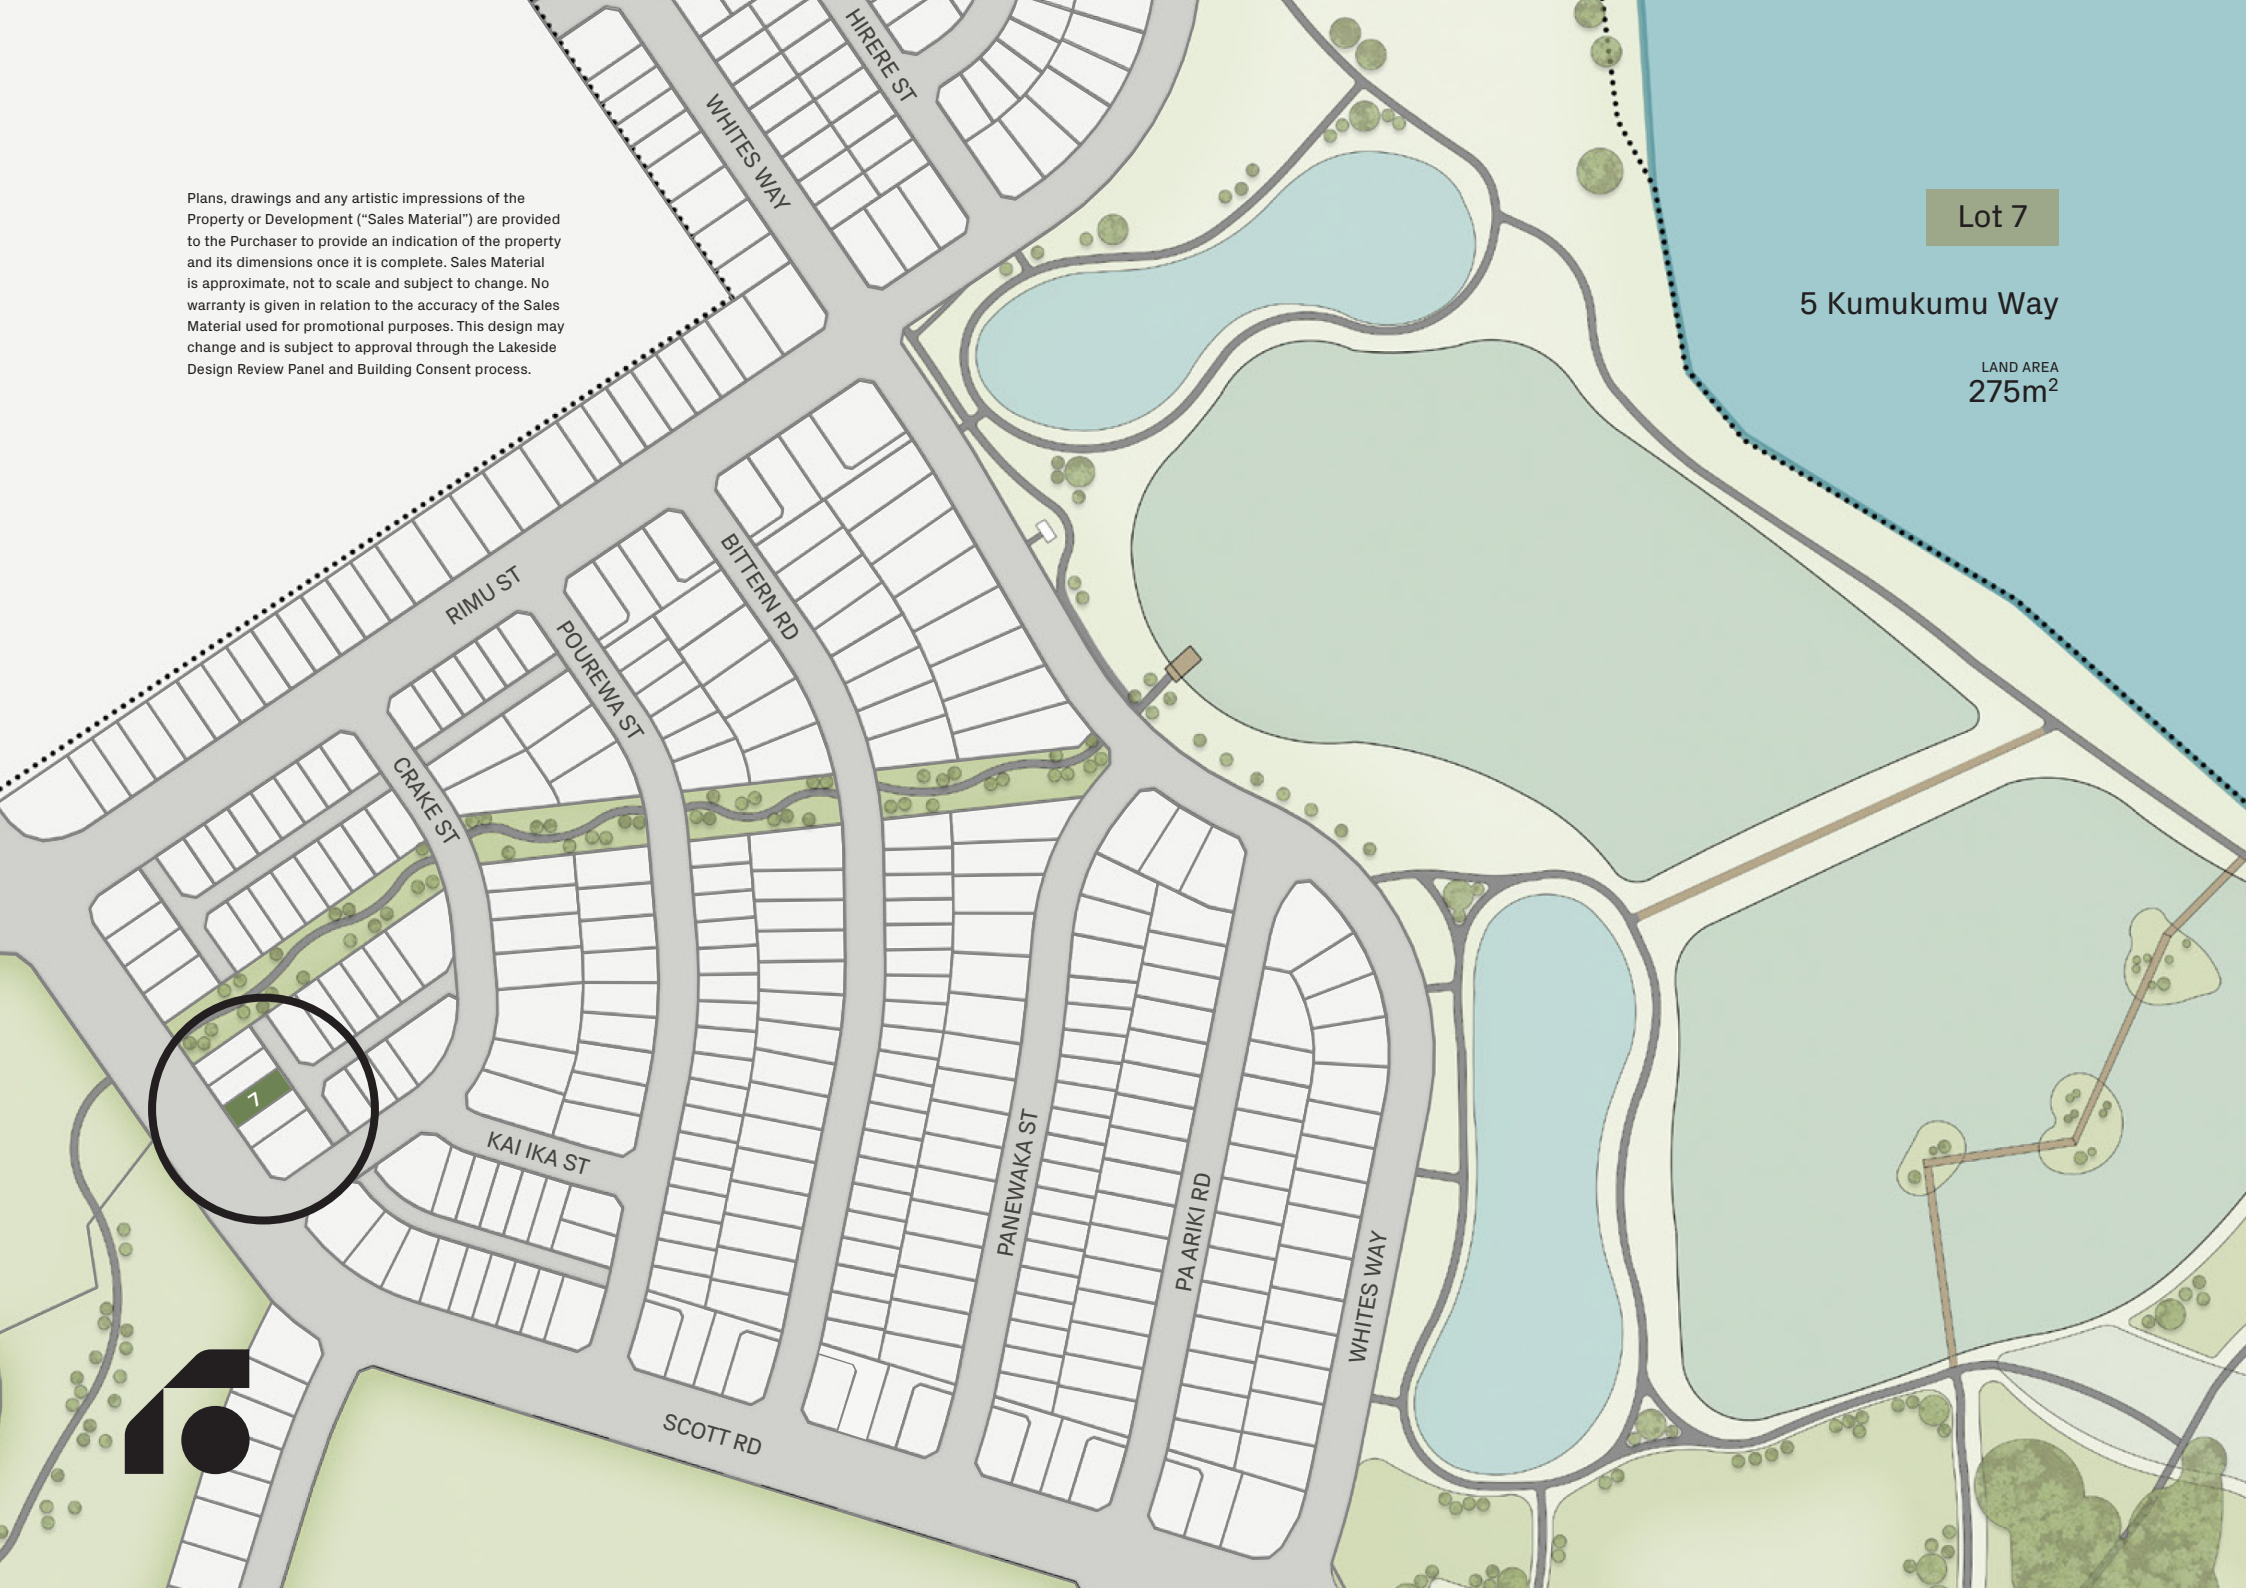 HIRERE ST
WHITES WAY
Plans, drawings and any artistic impressions of the
Property or Development (“Sales Material”) are provided
to the Purchaser to provide an indication of the property
and its dimensions once it is complete. Sales Material
is approximate, not to scale and subject to change. No
warranty is given in relation to the accuracy of the Sales
Material used for promotional purposes. This design may
change and is subject to approval through the Lakeside
Design Review Panel and Building Consent process.
Lot 7
5 Kumukumu Way
LAND AREA
275m²
RIMU ST
BITTERN RD
POUREWA ST
CRAKE ST
7
KAI IKA ST
PANEWAKA ST
PA ARIKI RD
WHITES WAY
SCOTT RD